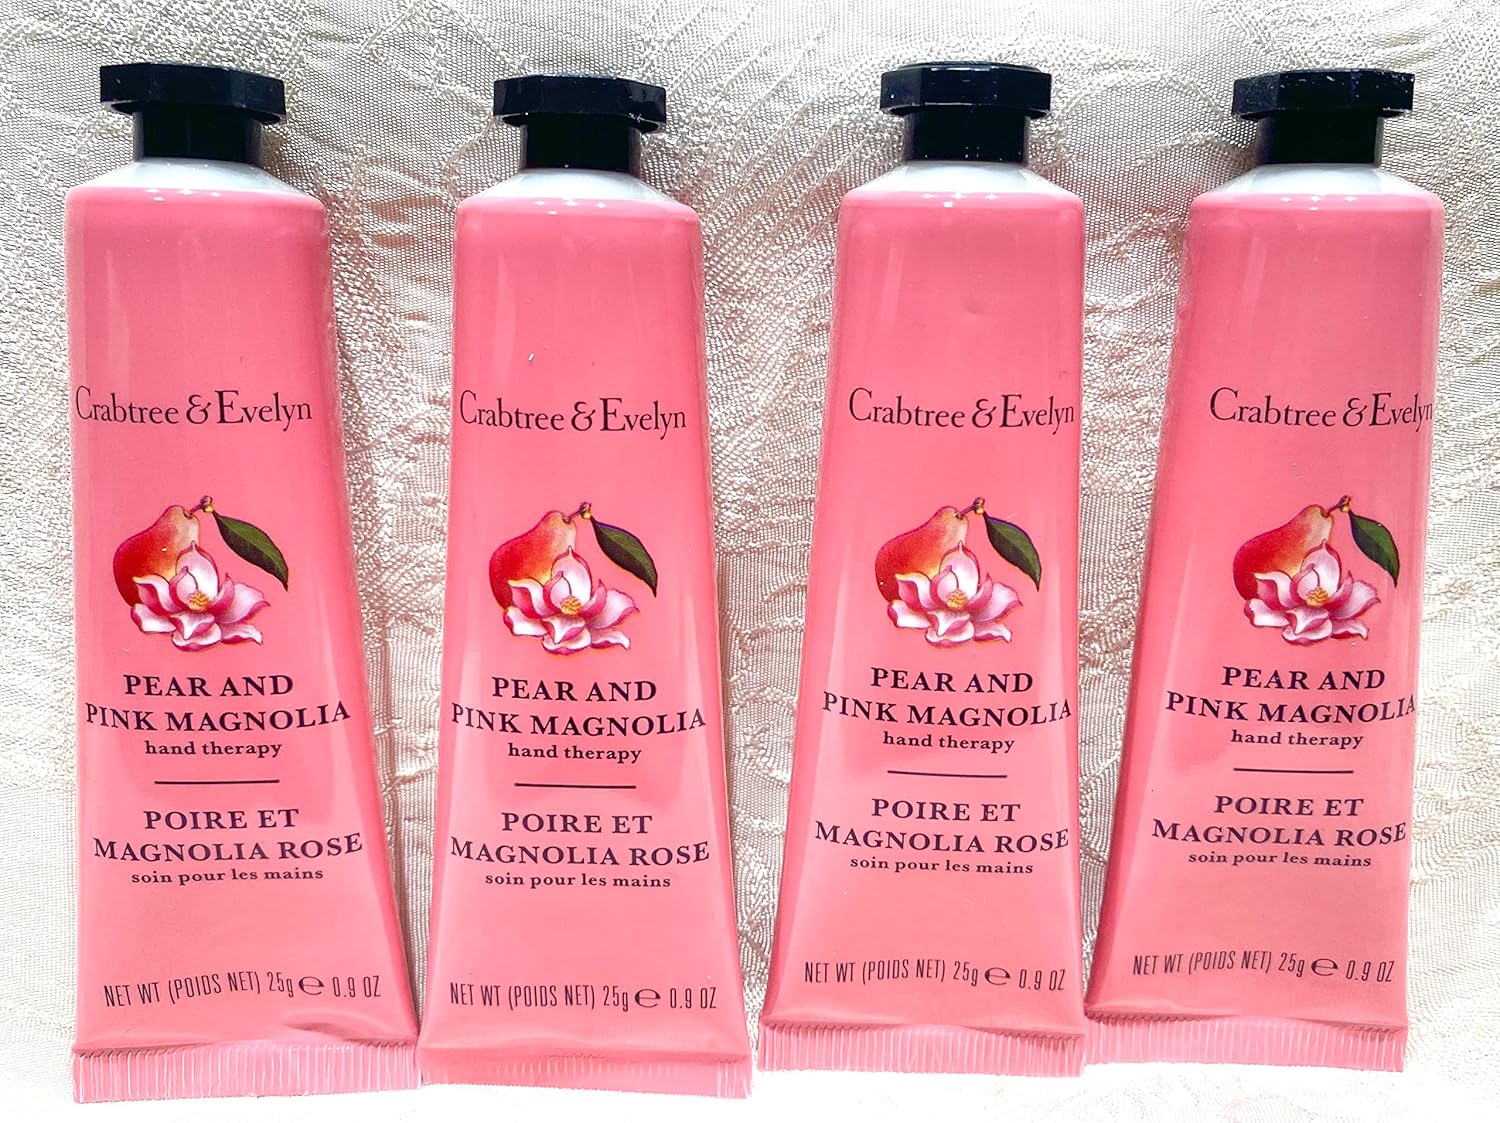 Crabtree & Evelyn
PEAR AND
PINK MAGNOLIA
hand therapy
POIRE ET
MAGNOLIA ROSE
soin pour les mains
NET WT (POIDS NET) 25g ℮ 0.9 OZ
Crabtree & Evelyn
PEAR AND
PINK MAGNOLIA
hand therapy
POIRE ET
MAGNOLIA ROSE
soin pour les mains
NET WT (POIDS NET) 25g ℮ 0.9 OZ
Crabtree & Evelyn
PEAR AND
PINK MAGNOLIA
hand therapy
POIRE ET
MAGNOLIA ROSE
soin pour les mains
NET WT (POIDS NET) 25g ℮ 0.9 OZ
Crabtree & Evelyn
PEAR AND
PINK MAGNOLIA
hand therapy
POIRE ET
MAGNOLIA ROSE
soin pour les mains
NET WT (POIDS NET) 25g ℮ 0.9 OZ